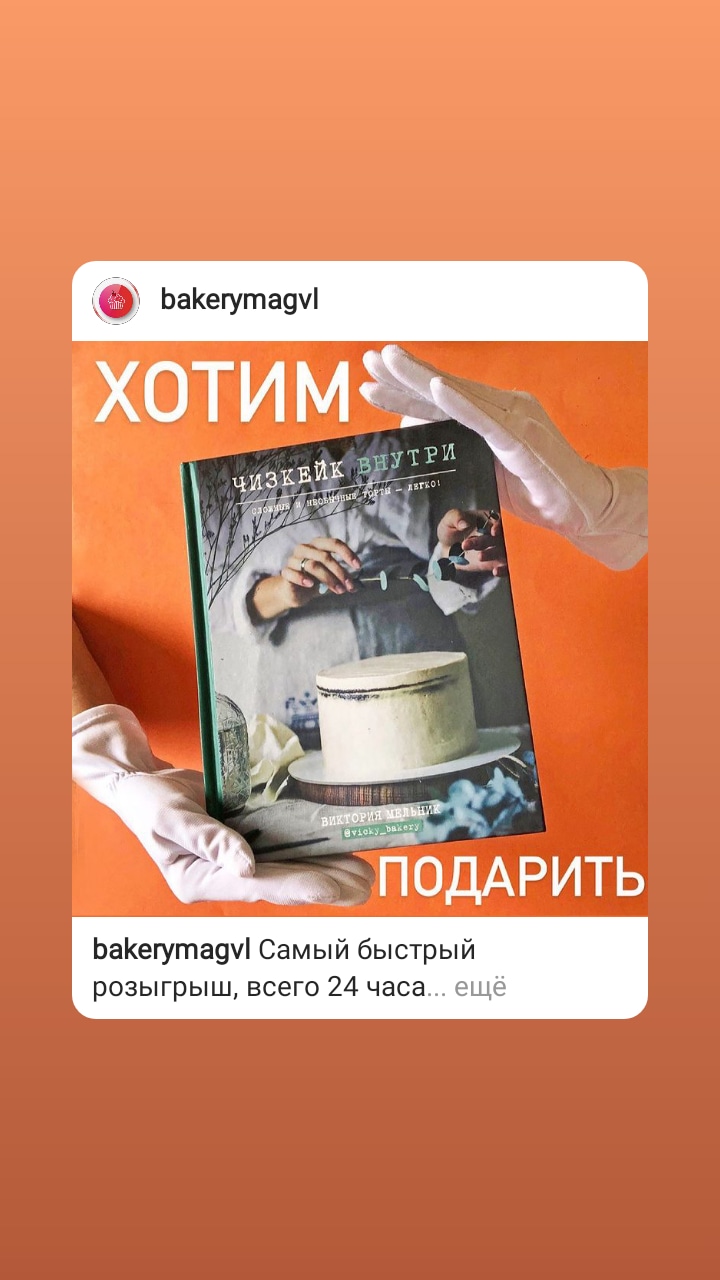 bakerymagvl
ХОТИМ
ЧИЗКЕЙК ВНУТРИ
СЛОЖНЫЕ И НЕОБЫЧНЫЕ ТОРТЫ — ЛЕГКО!
ВИКТОРИЯ МЕЛЬНИК
@vicky_bakery
ПОДАРИТЬ
bakerymagvl Самый быстрый
розыгрыш, всего 24 часа... ещё